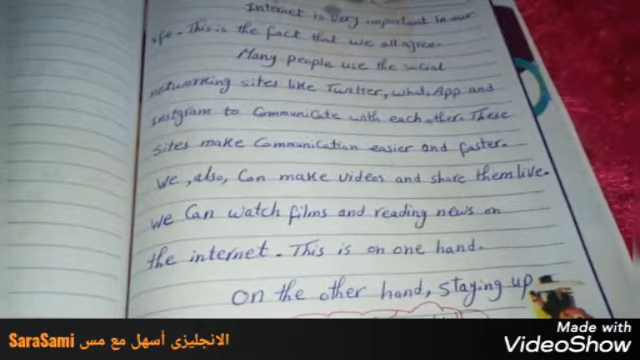 Internet is very important in our
life. This is the fact that we all agree.
Many people use the social
networking sites like Twitter, whatsApp and
instgram to Communicate with each other. These
sites make Communication easier and faster.
We, also, Can make videos and share them live.
We Can watch films and reading news on
the internet. This is on one hand.
On the other hand, staying up
الانجليزى أسهل مع مس SaraSami
Made with
VideoShow